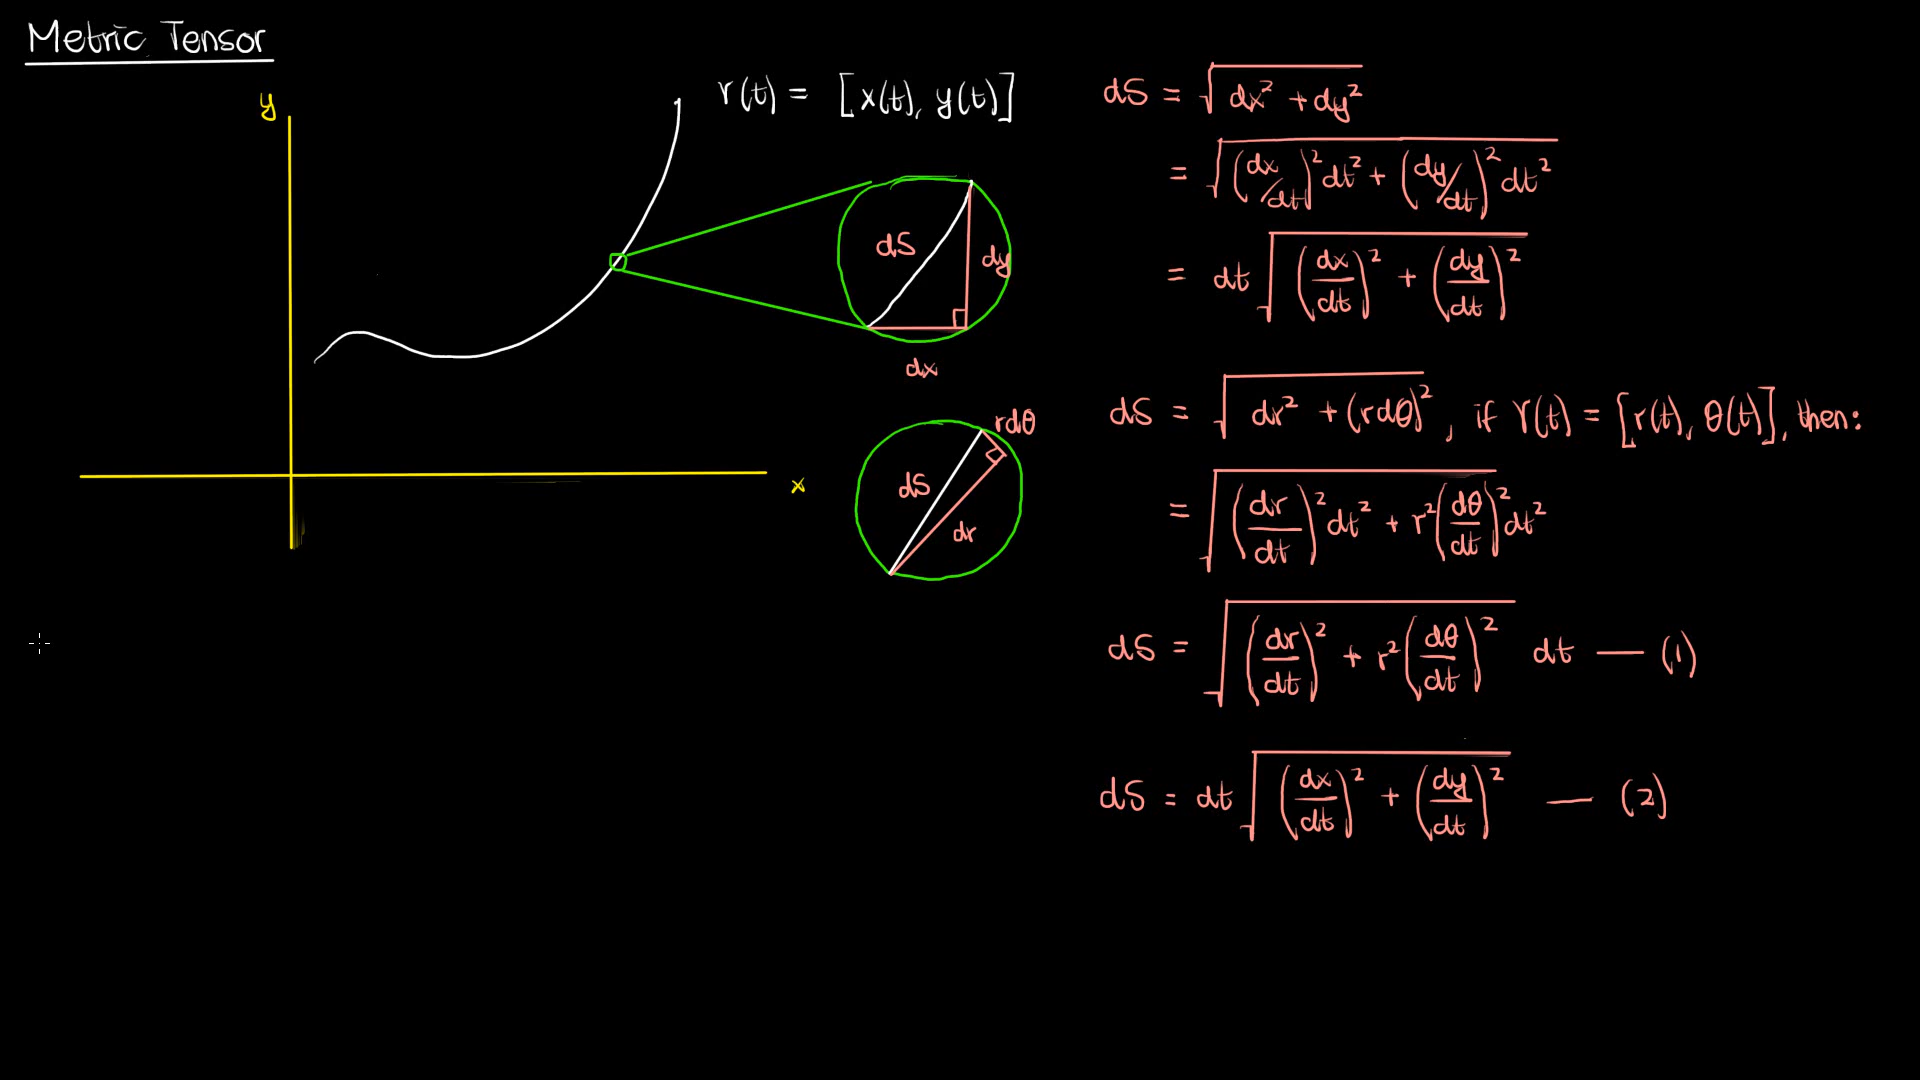 Metric Tensor
y
x
r(t) = [x(t), y(t)]
dS
dy
dx
rdθ
dS
dr
dS = √(dx² + dy²)
= √((dx/dt)² dt² + (dy/dt)² dt²)
= dt √((dx/dt)² + (dy/dt)²)
dS = √(dr² + (rdθ)²), if r(t) = [r(t), θ(t)], then:
= √((dr/dt)² dt² + r² (dθ/dt)² dt²)
dS = √((dr/dt)² + r² (dθ/dt)²) dt — (1)
dS = dt √((dx/dt)² + (dy/dt)²) — (2)